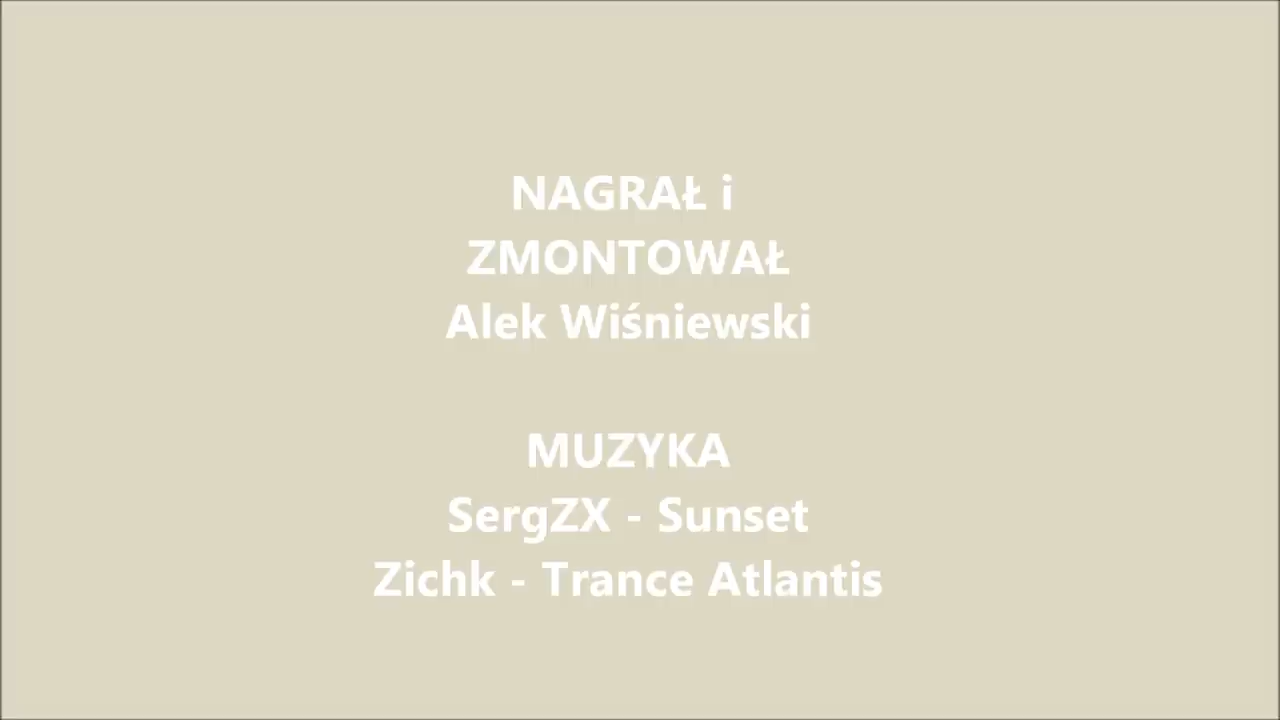 NAGRAŁ i
ZMONTOWAŁ
Alek Wiśniewski
MUZYKA
SergZX - Sunset
Zichk - Trance Atlantis